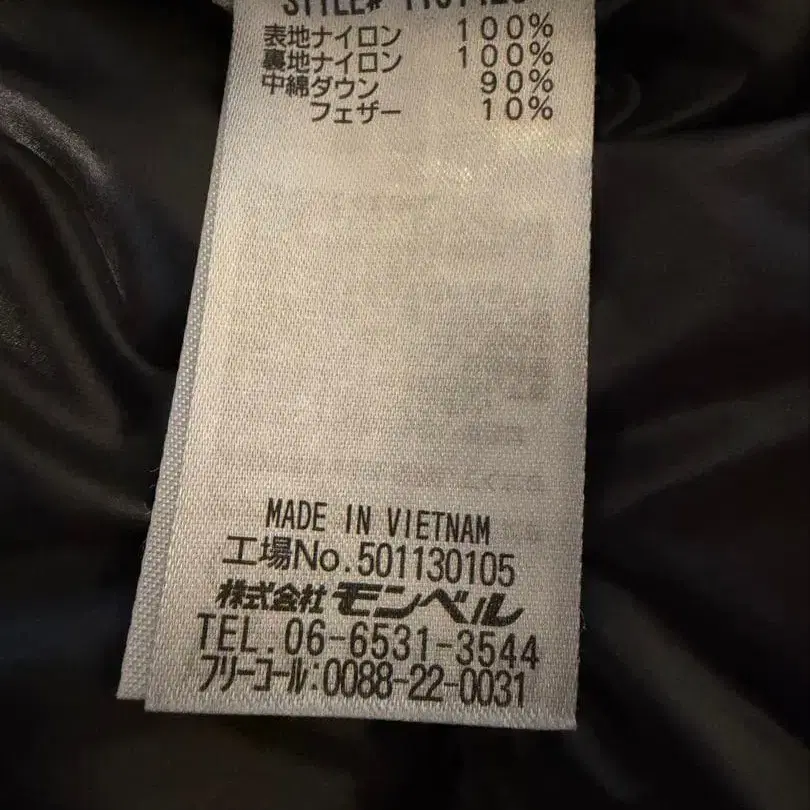 STYLE#
表地ナイロン 100%
裏地ナイロン 100%
中綿ダウン 90%
フェザー 10%
MADE IN VIETNAM
工場No.501130105
株式会社モンベル
TEL.06-6531-3544
フリーコール:0088-22-0031